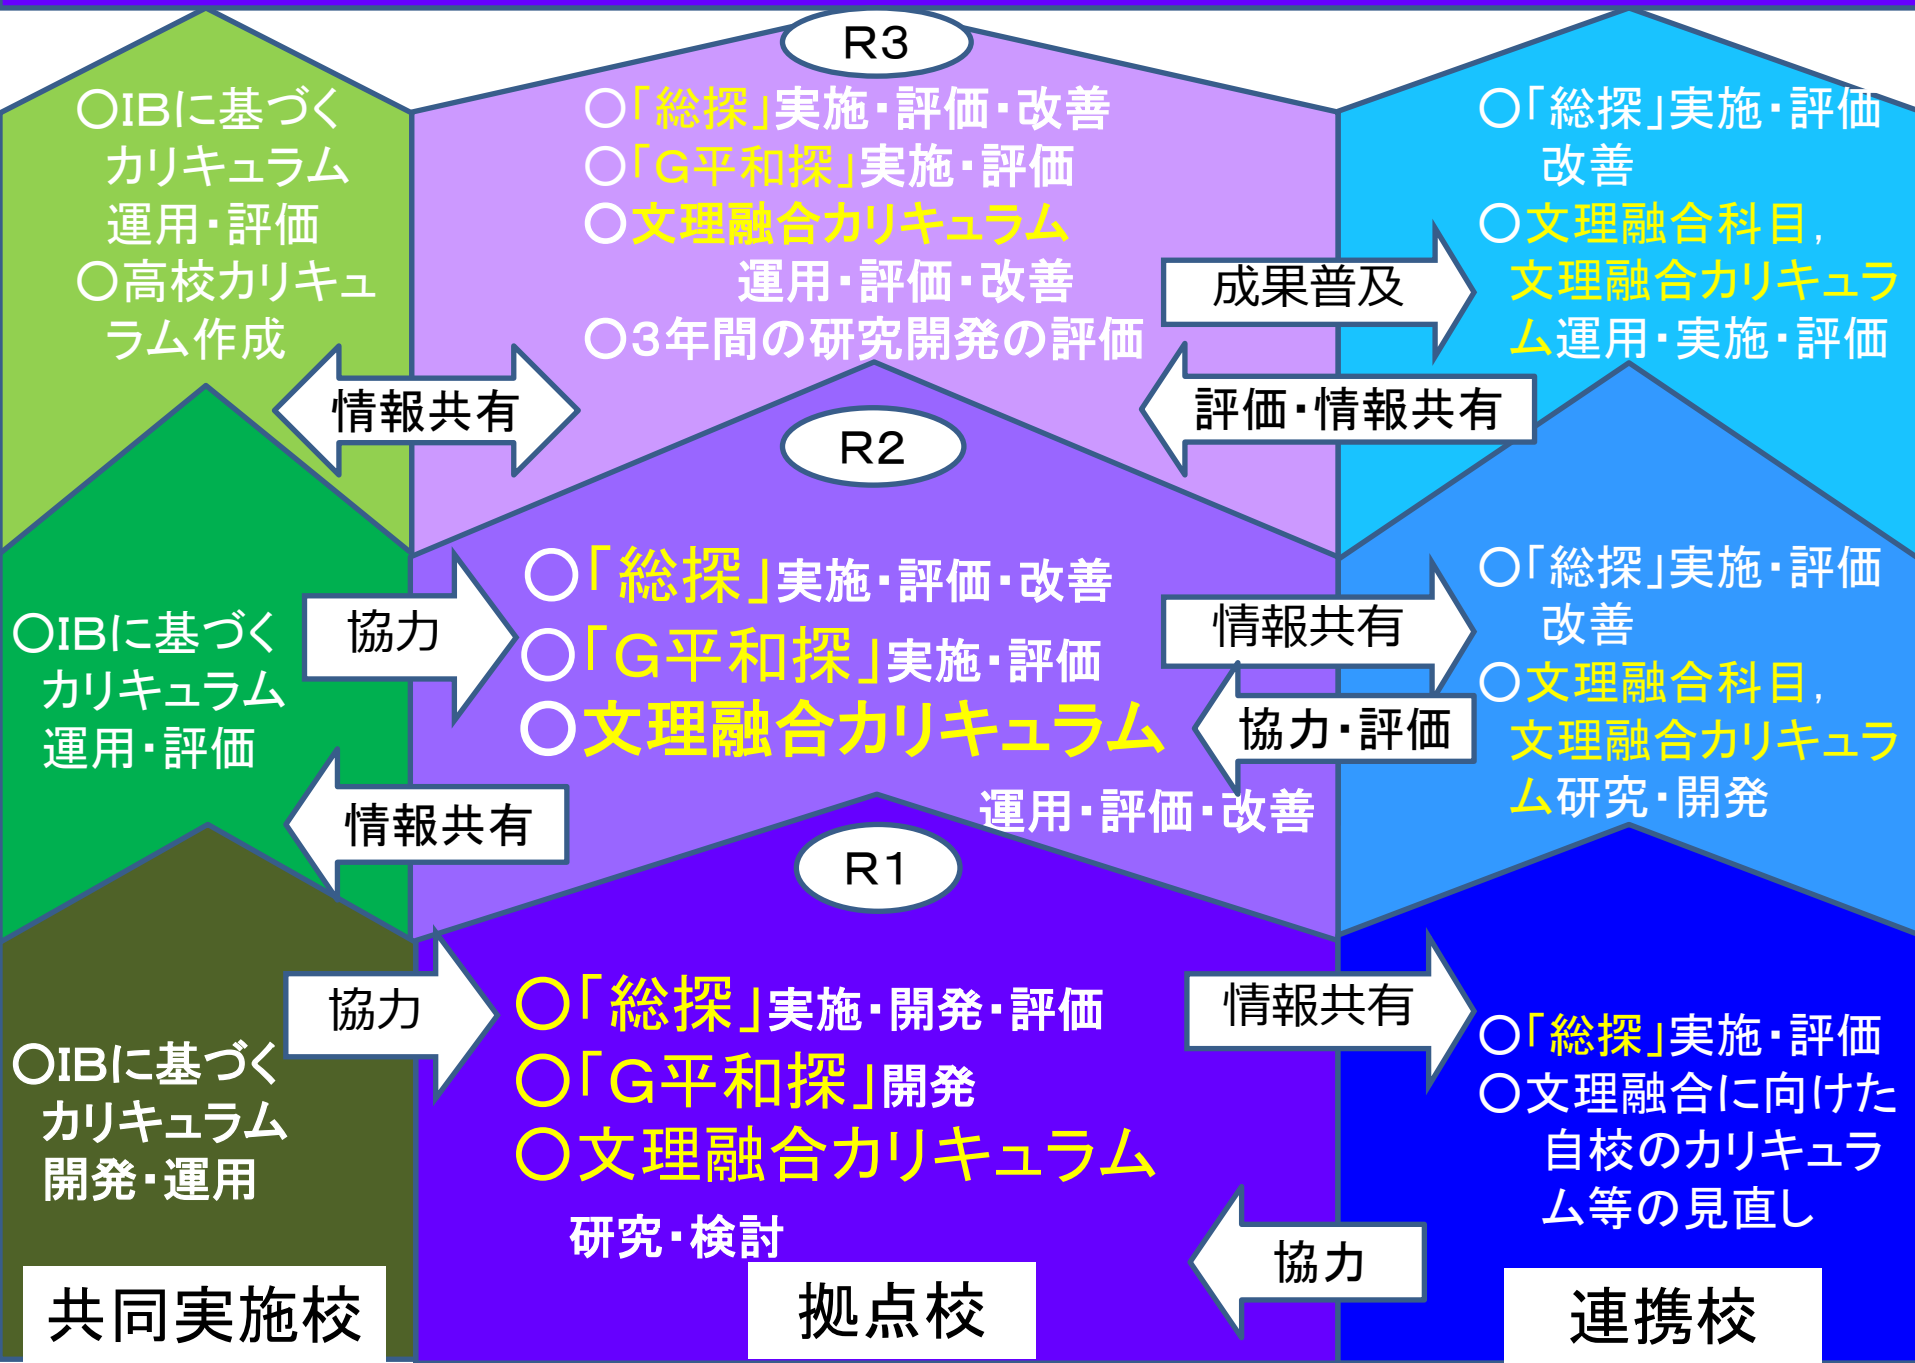 R3
○IBに基づく
カリキュラム
運用・評価
○高校カリキュ
ラム作成
○「総探」実施・評価・改善
○「G平和探」実施・評価
○文理融合カリキュラム
運用・評価・改善
○3年間の研究開発の評価
○「総探」実施・評価
改善
○文理融合科目,
文理融合カリキュラ
ム運用・実施・評価
成果普及
情報共有
評価・情報共有
R2
○IBに基づく
カリキュラム
運用・評価
協力
○「総探」実施・評価・改善
○「G平和探」実施・評価
○文理融合カリキュラム
運用・評価・改善
情報共有
協力・評価
○「総探」実施・評価
改善
○文理融合科目,
文理融合カリキュラ
ム研究・開発
情報共有
R1
○IBに基づく
カリキュラム
開発・運用
協力
○「総探」実施・開発・評価
○「G平和探」開発
○文理融合カリキュラム
研究・検討
情報共有
○「総探」実施・評価
○文理融合に向けた
自校のカリキュラ
ム等の見直し
協力
共同実施校
拠点校
連携校